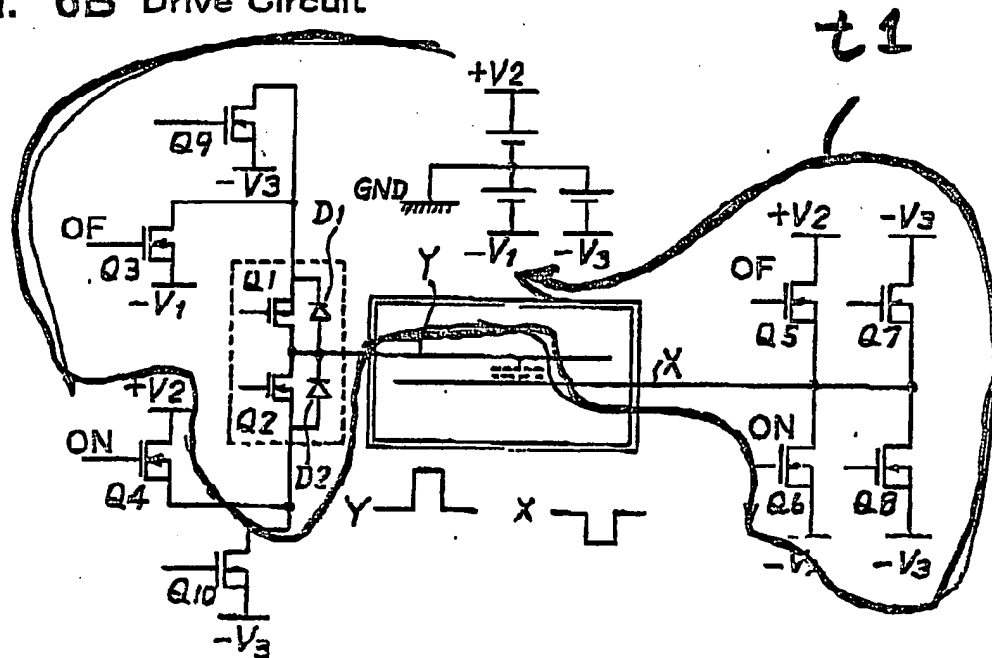 6B Drive Circuit
t1
+V2
Q9
-V3
GND
D1
OF
Q3
-V1
-V1
-V3
+V2
-V3
Y
Q1
OF
Q5
Q7
X
+V2
Q2
ON
Q4
D2
ON
Q6
Q8
Y
X
-V3
Q10
-V3